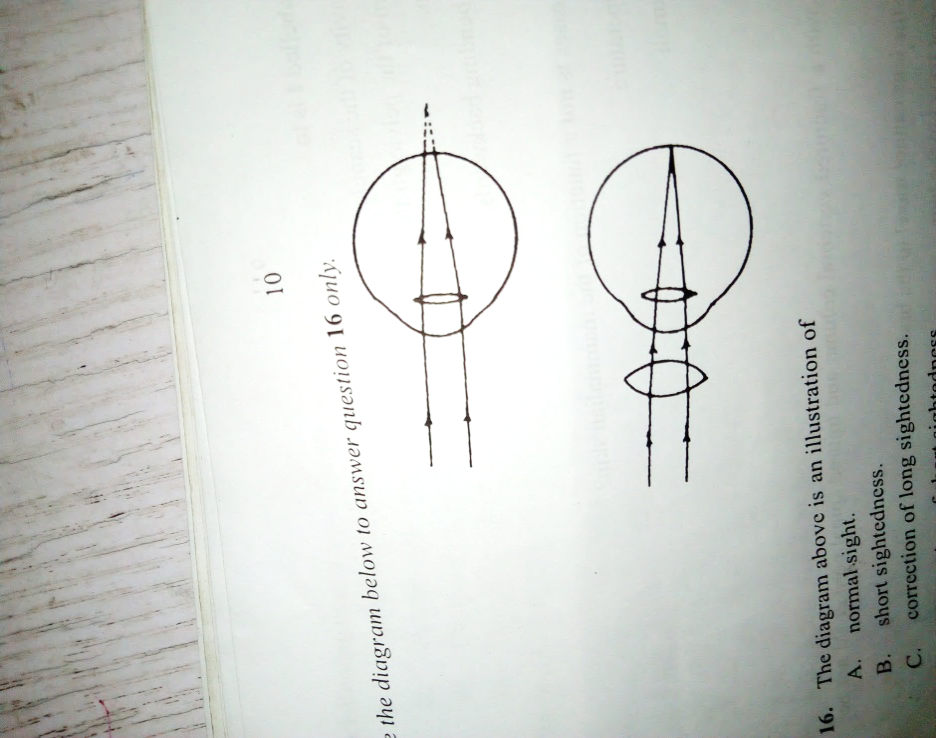 10
the diagram below to answer question 16 only.
16. The diagram above is an illustration of
A. normal sight.
B. short sightedness.
C. correction of long sightedness.